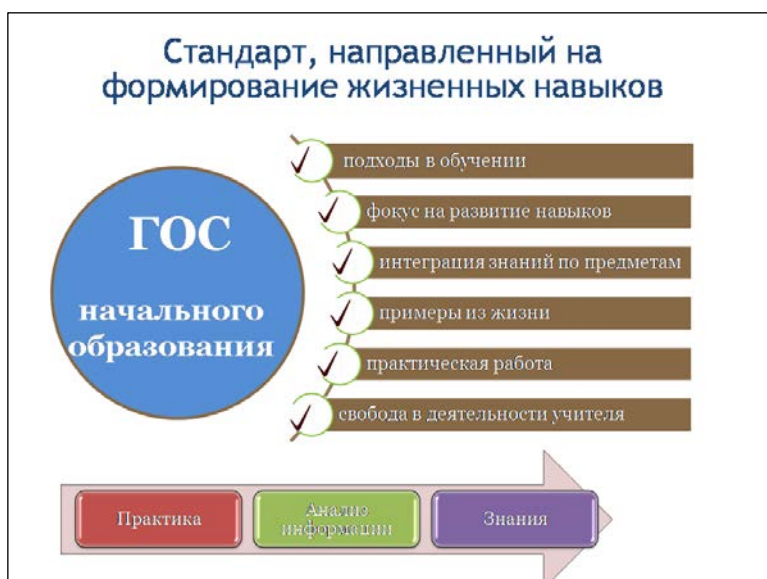 Стандарт, направленный на
формирование жизненных навыков
ГОС
начального
образования
подходы в обучении
фокус на развитие навыков
интеграция знаний по предметам
примеры из жизни
практическая работа
свобода в деятельности учителя
Практика
Анализ
информации
Знания